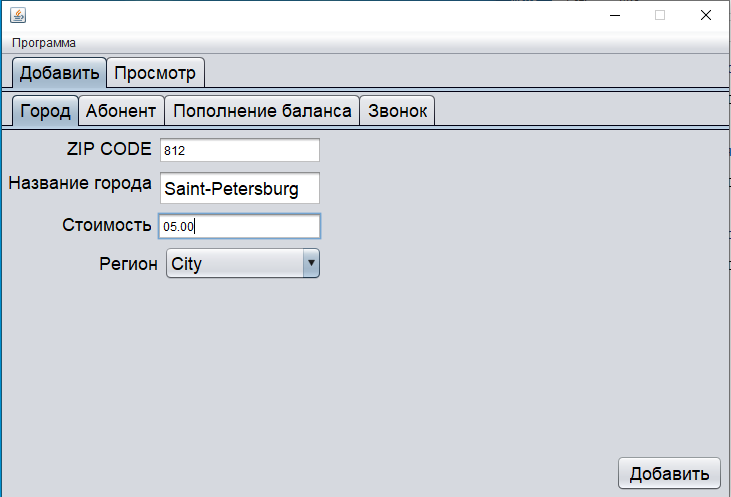 Программа
Добавить Просмотр
Город Абонент Пополнение баланса Звонок
ZIP CODE 812
Название города Saint-Petersburg
Стоимость 05.00
Регион City
Добавить